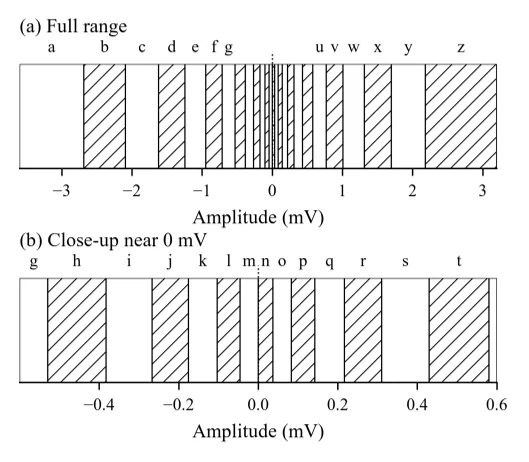 (a) Full range
a b c d e f g u v w x y z
−3 −2 −1 0 1 2 3
Amplitude (mV)
(b) Close-up near 0 mV
g h i j k l m n o p q r s t
−0.4 −0.2 0.0 0.2 0.4 0.6
Amplitude (mV)